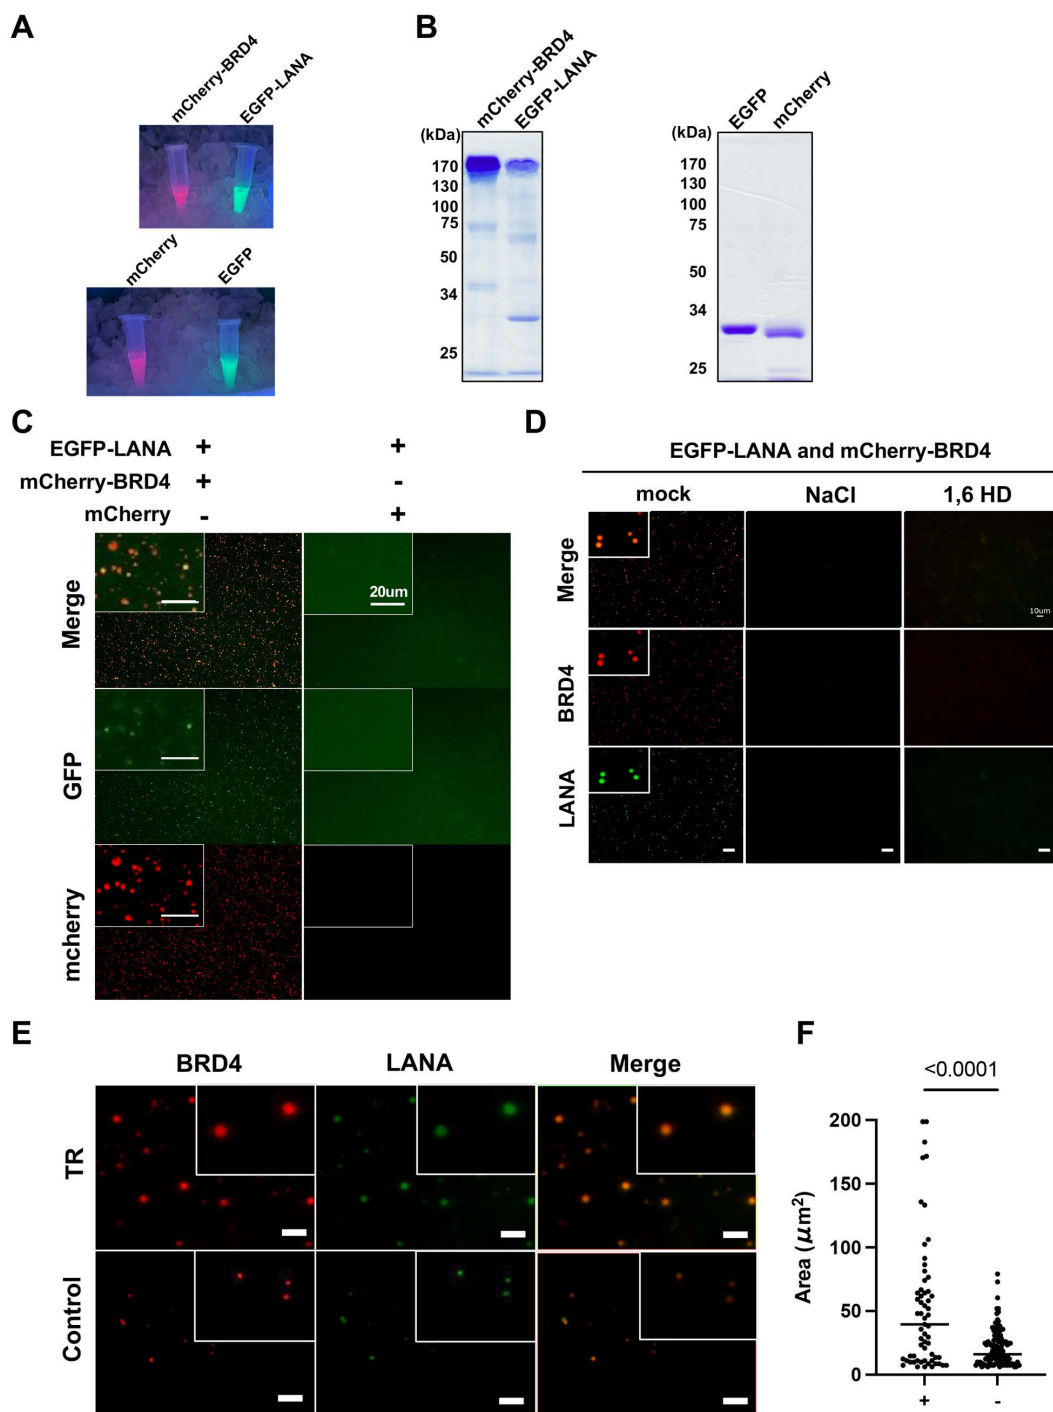 A
mCherry-BRD4
EGFP-LANA
mCherry
EGFP
B
mCherry-BRD4
EGFP-LANA
(kDa)
170
130
100
75
50
34
25
EGFP
mCherry
(kDa)
170
130
100
75
50
34
25
C
EGFP-LANA + +
mCherry-BRD4 + -
mCherry - +
Merge
20um
GFP
mcherry
D
EGFP-LANA and mCherry-BRD4
mock NaCl 1,6 HD
Merge
10um
BRD4
LANA
E
BRD4 LANA Merge
TR
Control
F
<0.0001
Area (μm²)
200
150
100
50
0
+ -